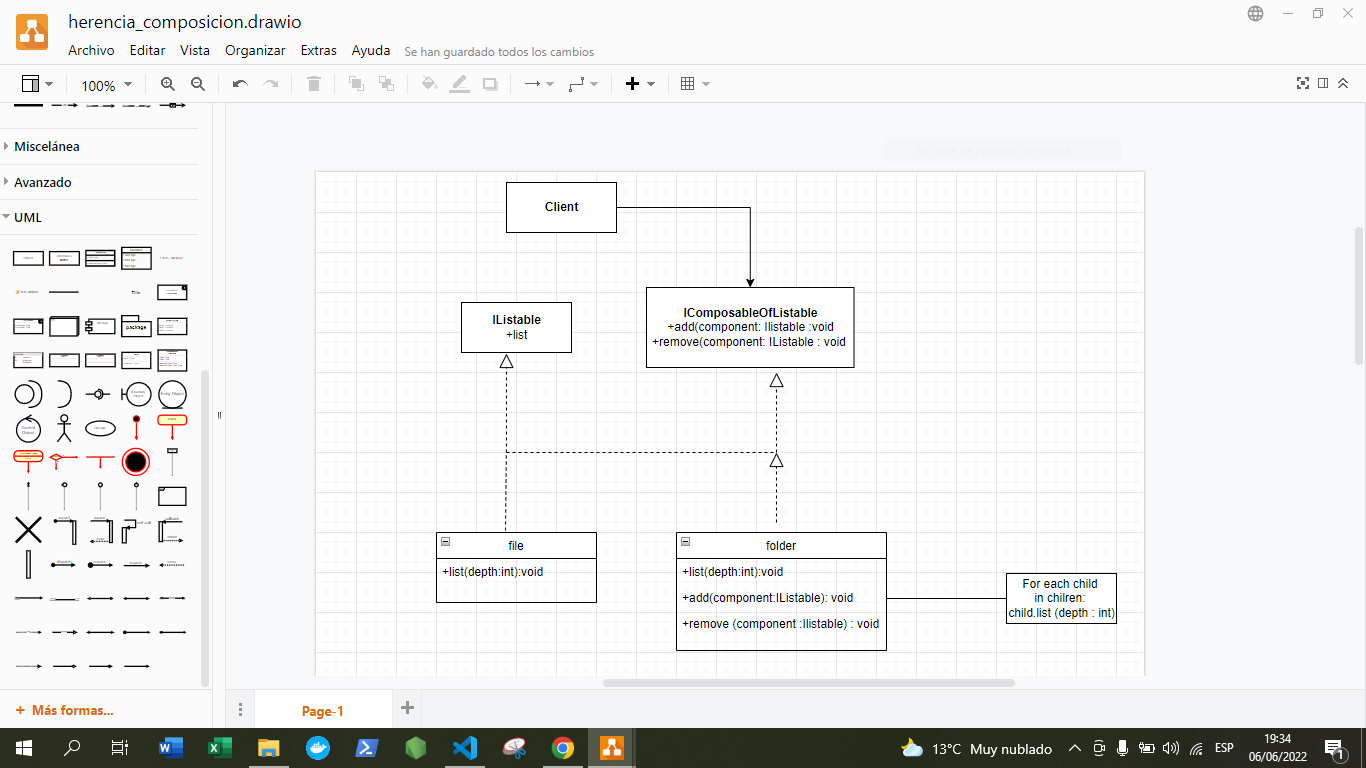 herencia_composicion.drawio
Archivo Editar Vista Organizar Extras Ayuda Se han guardado todos los cambios
100%
Miscelánea
Avanzado
UML
Title
package
Client
IListable
+list
IComposableOfListable
+add(component: Ilistable :void
+remove(component: IListable : void
file
+list(depth:int):void
folder
+list(depth:int):void
+add(component:IListable): void
+remove (component :Ilistable) : void
For each child
in chilren:
child.list (depth : int)
+ Más formas...
Page-1
13°C Muy nublado
ESP
19:34
06/06/2022
1